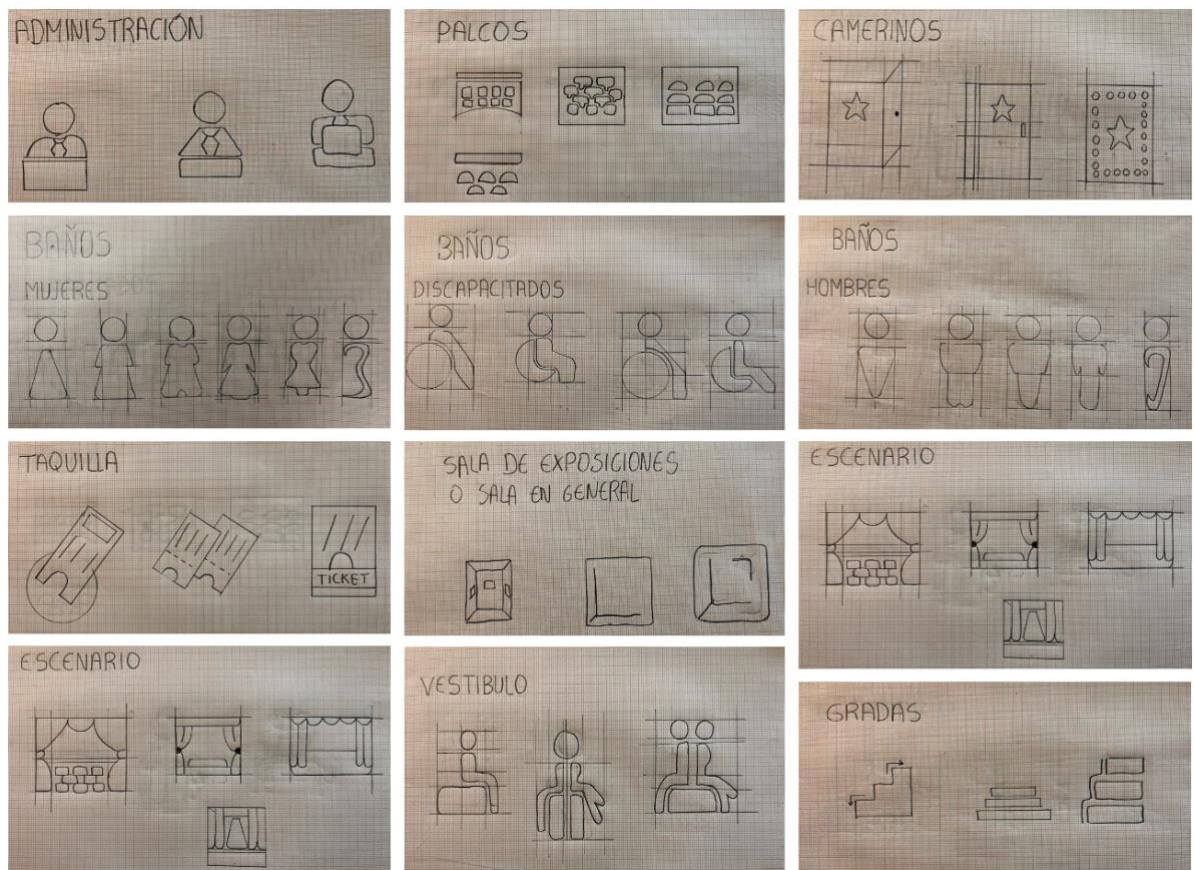 ADMINISTRACIÓN
PALCOS
CAMERINOS
BAÑOS
MUJERES
BAÑOS
DISCAPACITADOS
BAÑOS
HOMBRES
TAQUILLA
TICKET
SALA DE EXPOSICIONES
O SALA EN GENERAL
ESCENARIO
ESCENARIO
VESTIBULO
GRADAS